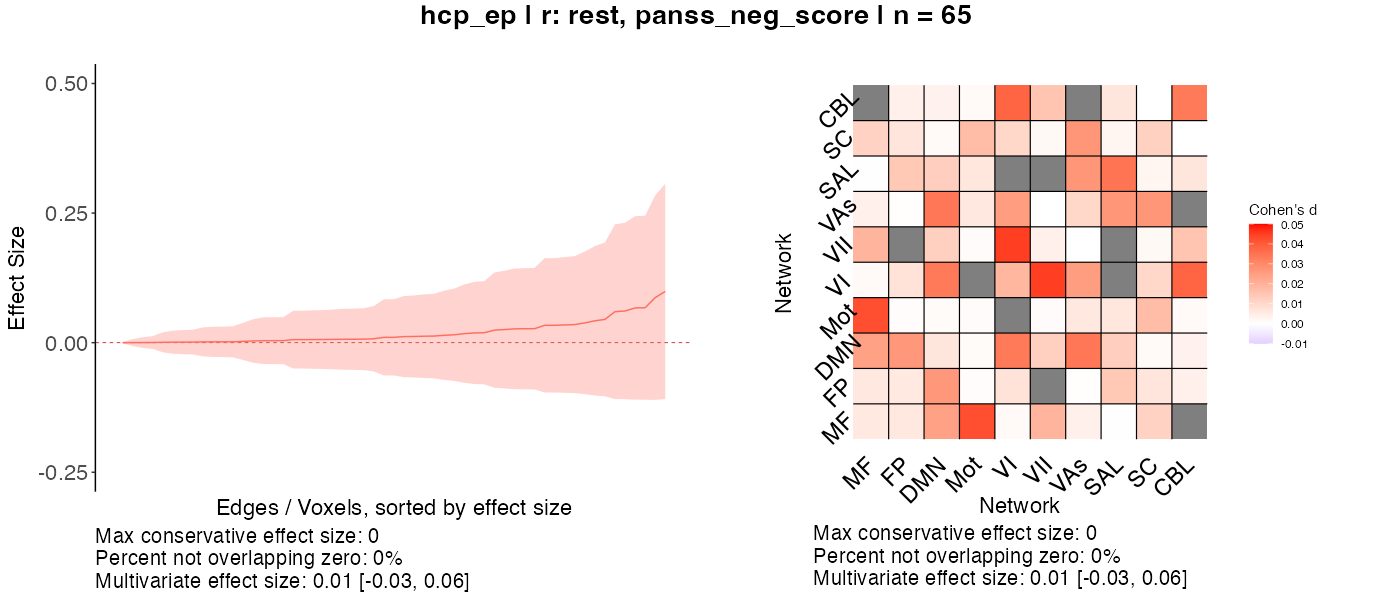 hcp_ep | r: rest, panss_neg_score | n = 65
0.50
0.25
0.00
-0.25
Effect Size
Edges / Voxels, sorted by effect size
Max conservative effect size: 0
Percent not overlapping zero: 0%
Multivariate effect size: 0.01 [-0.03, 0.06]
CBL
SC
SAL
VAs
VII
VI
Mot
DMN
FP
MF
Network
MF FP DMN Mot VI VII VAs SAL SC CBL
Network
Max conservative effect size: 0
Percent not overlapping zero: 0%
Multivariate effect size: 0.01 [-0.03, 0.06]
Cohen's d
0.05
0.04
0.03
0.02
0.01
0.00
-0.01